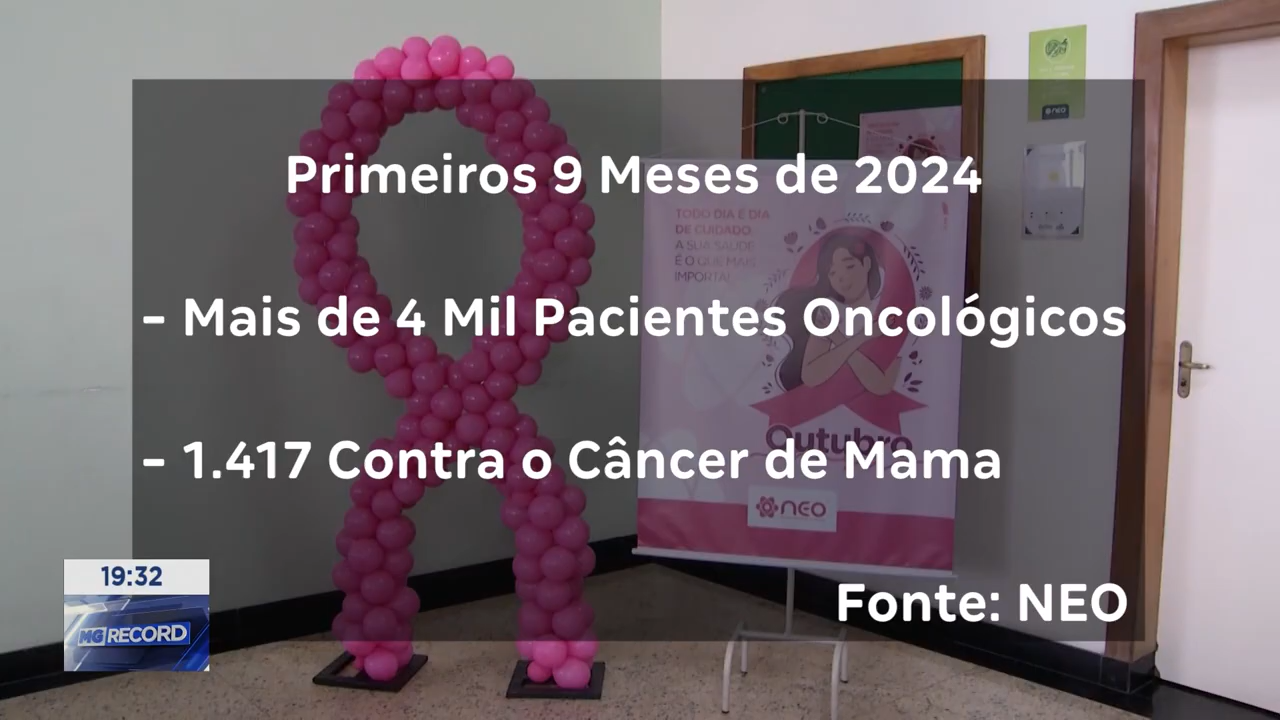 Primeiros 9 Meses de 2024
- Mais de 4 Mil Pacientes Oncológicos
- 1.417 Contra o Câncer de Mama
Fonte: NEO
TODO DIA É DIA
DE CUIDADO
A SUA SAÚDE
É O QUE MAIS
IMPORTA!
Outubro
neo
neo
19:32
MG RECORD